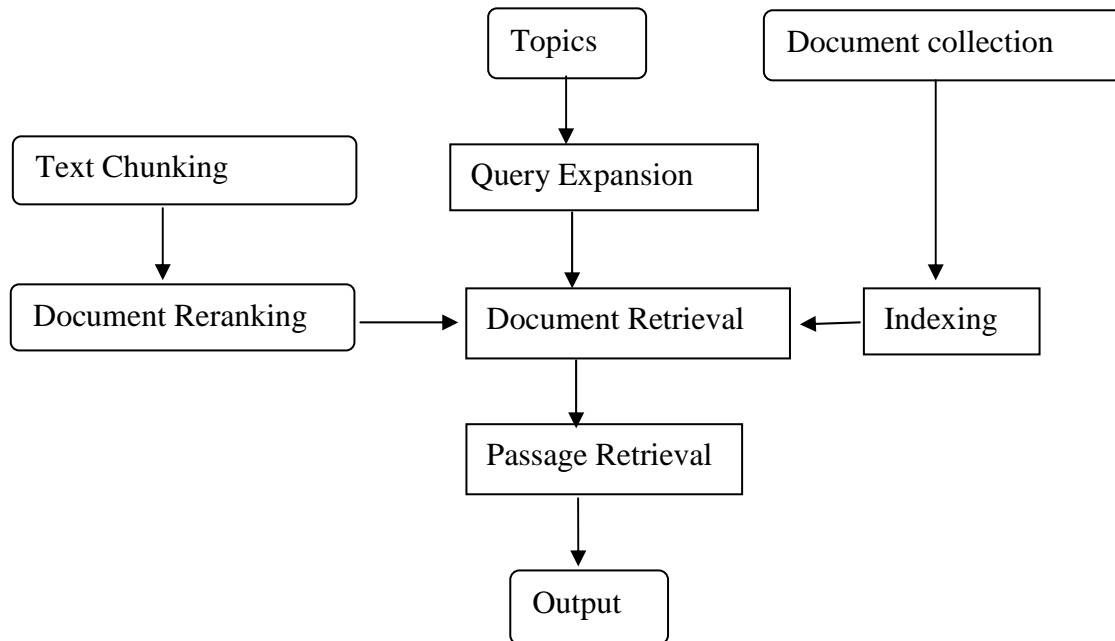 Topics
Document collection
Text Chunking
Query Expansion
Document Reranking
Document Retrieval
Indexing
Passage Retrieval
Output